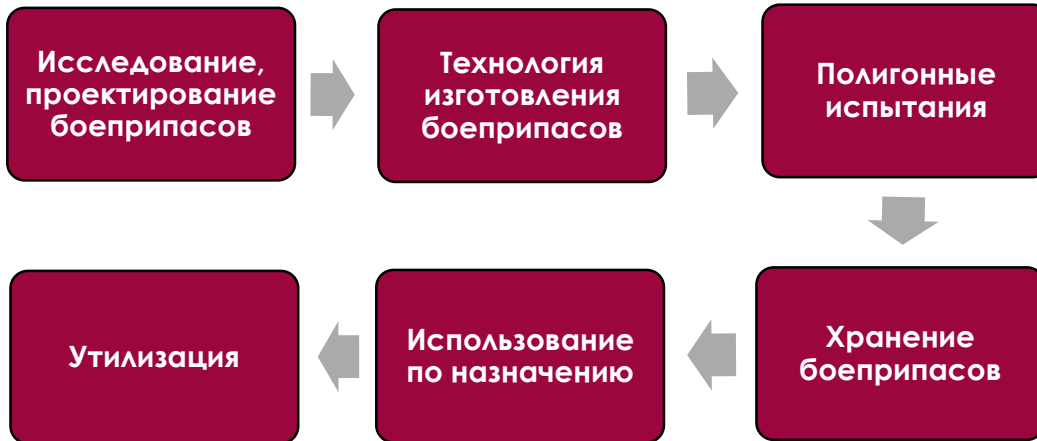 Исследование,
проектирование
боеприпасов
Технология
изготовления
боеприпасов
Полигонные
испытания
Хранение
боеприпасов
Использование
по назначению
Утилизация